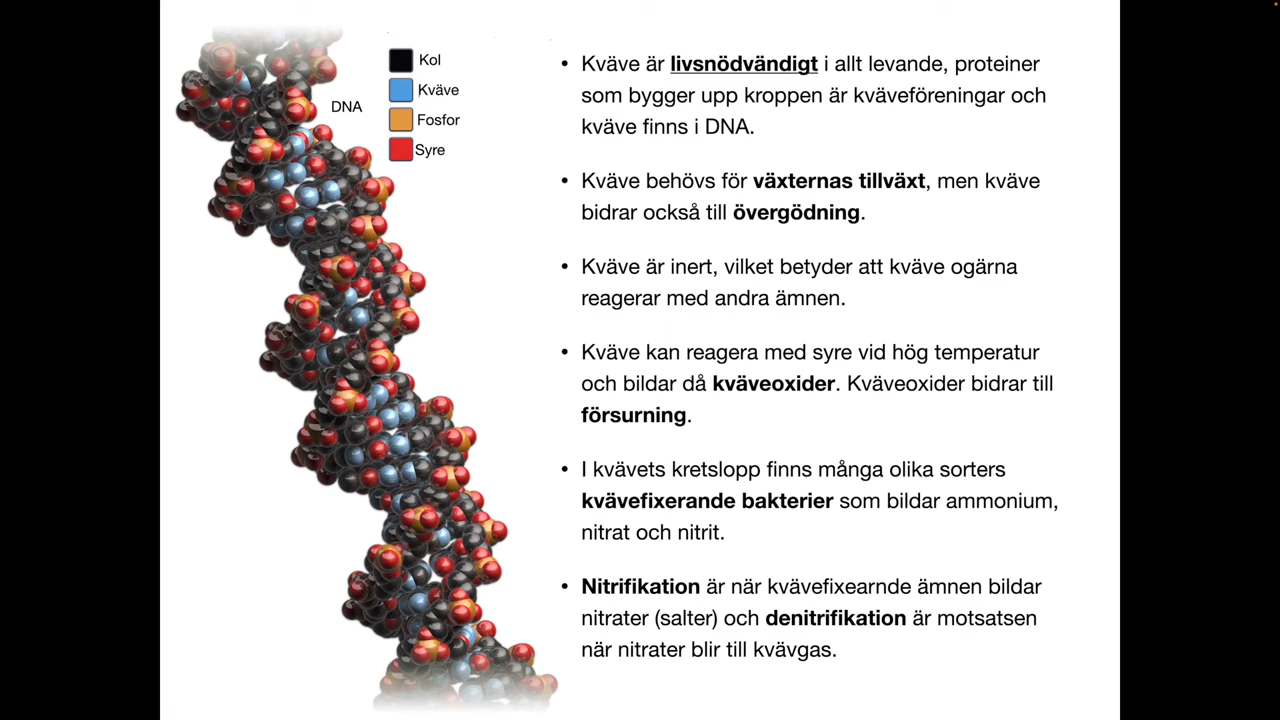 Kol
Kväve
DNA
Fosfor
Syre
• Kväve är livsnödvändigt i allt levande, proteiner
som bygger upp kroppen är kväveföreningar och
kväve finns i DNA.
• Kväve behövs för växternas tillväxt, men kväve
bidrar också till övergödning.
• Kväve är inert, vilket betyder att kväve ogärna
reagerar med andra ämnen.
• Kväve kan reagera med syre vid hög temperatur
och bildar då kväveoxider. Kväveoxider bidrar till
försurning.
• I kvävets kretslopp finns många olika sorters
kvävefixerande bakterier som bildar ammonium,
nitrat och nitrit.
• Nitrifikation är när kvävefixearnde ämnen bildar
nitrater (salter) och denitrifikation är motsatsen
när nitrater blir till kvävgas.